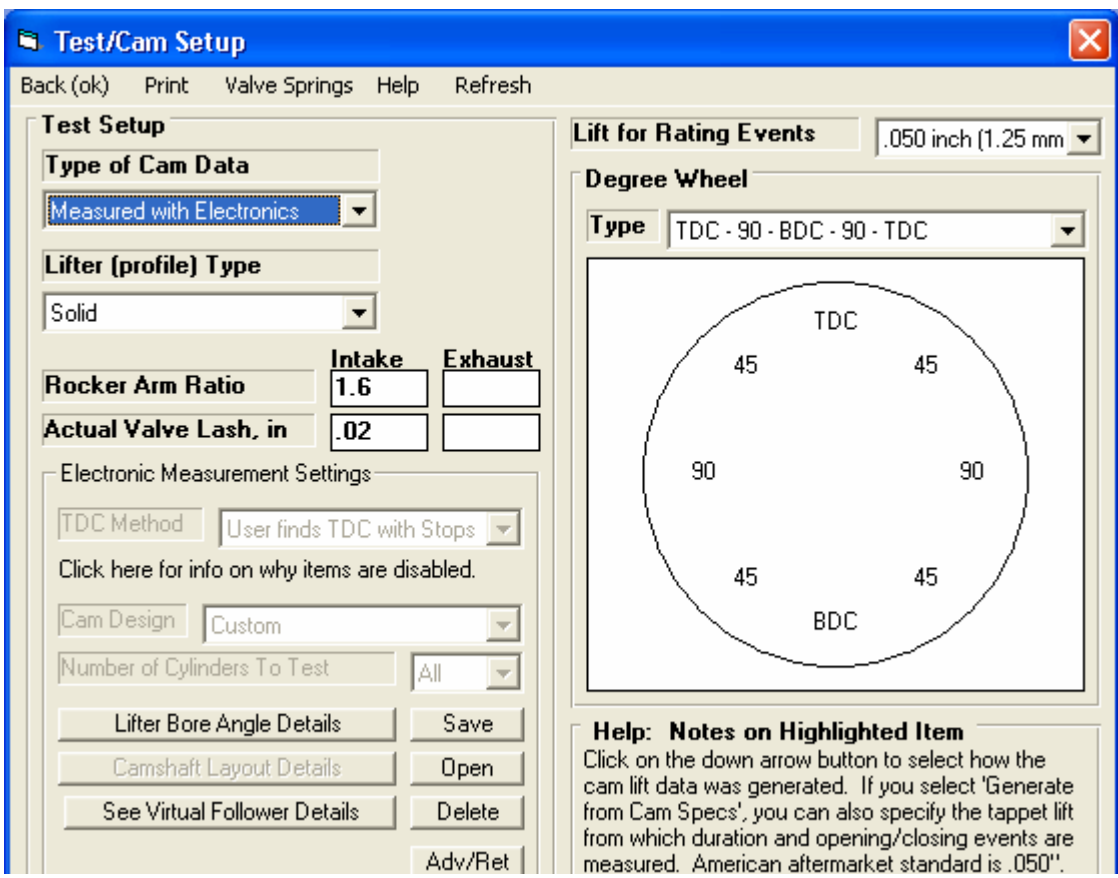 Test/Cam Setup
Back (ok) Print Valve Springs Help Refresh
Test Setup
Type of Cam Data
Measured with Electronics
Lifter (profile) Type
Solid
Intake Exhaust
Rocker Arm Ratio 1.6
Actual Valve Lash, in .02
Electronic Measurement Settings
TDC Method User finds TDC with Stops
Click here for info on why items are disabled.
Cam Design Custom
Number of Cylinders To Test All
Lifter Bore Angle Details Save
Camshaft Layout Details Open
See Virtual Follower Details Delete
Adv/Ret
Lift for Rating Events .050 inch (1.25 mm
Degree Wheel
Type TDC - 90 - BDC - 90 - TDC
TDC
45 45
90 90
45 45
BDC
Help: Notes on Highlighted Item
Click on the down arrow button to select how the
cam lift data was generated. If you select 'Generate
from Cam Specs', you can also specify the tappet lift
from which duration and opening/closing events are
measured. American aftermarket standard is .050".